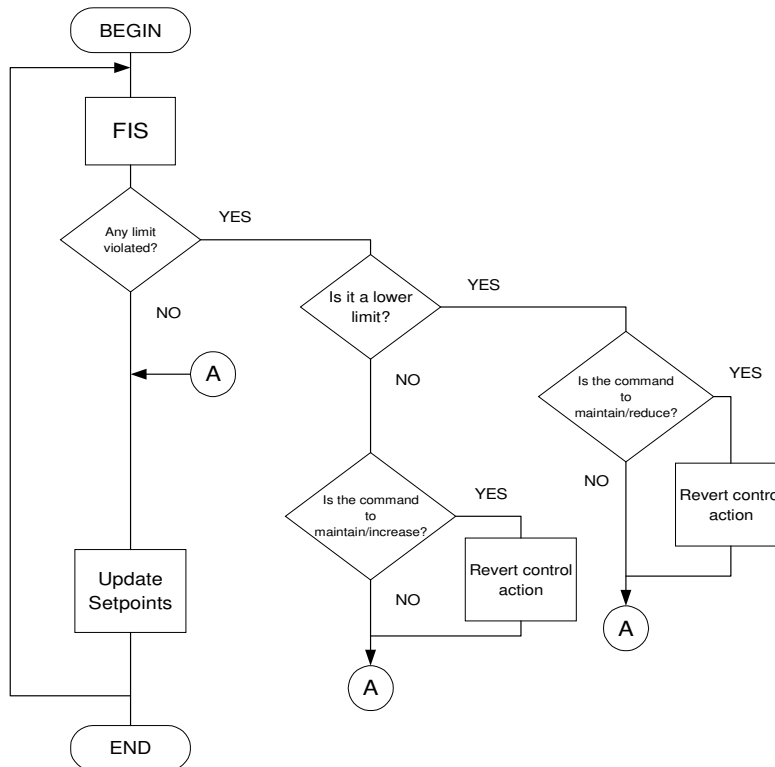 BEGIN
FIS
Any limit
violated?
YES
NO
A
Update
Setpoints
END
Is it a lower
limit?
YES
NO
Is the command
to
maintain/increase?
YES
NO
Revert control
action
A
Is the command
to
maintain/reduce?
YES
NO
Revert control
action
A